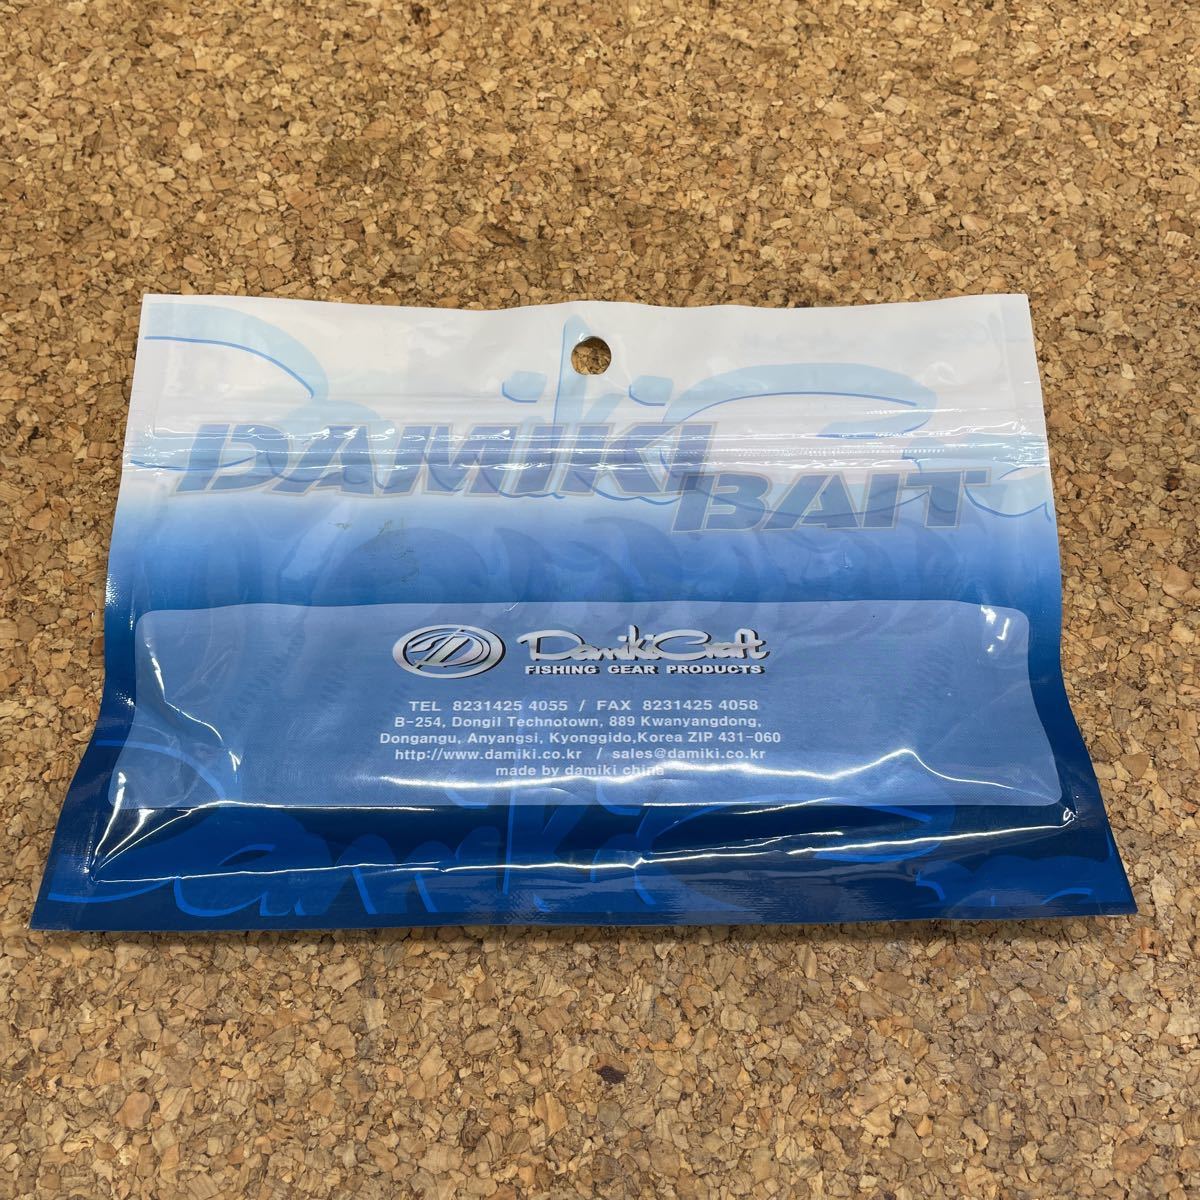 DAMIKI
BAIT
DamikiCraft
FISHING GEAR PRODUCTS
TEL 8231425 4055 / FAX 8231425 4058
B-254, Dongil Technotown, 889 Kwanyangdong,
Dongangu, Anyangsi, Kyonggido,Korea ZIP 431-060
http://www.damiki.co.kr / sales@damiki.co.kr
made by damiki china
Damiki